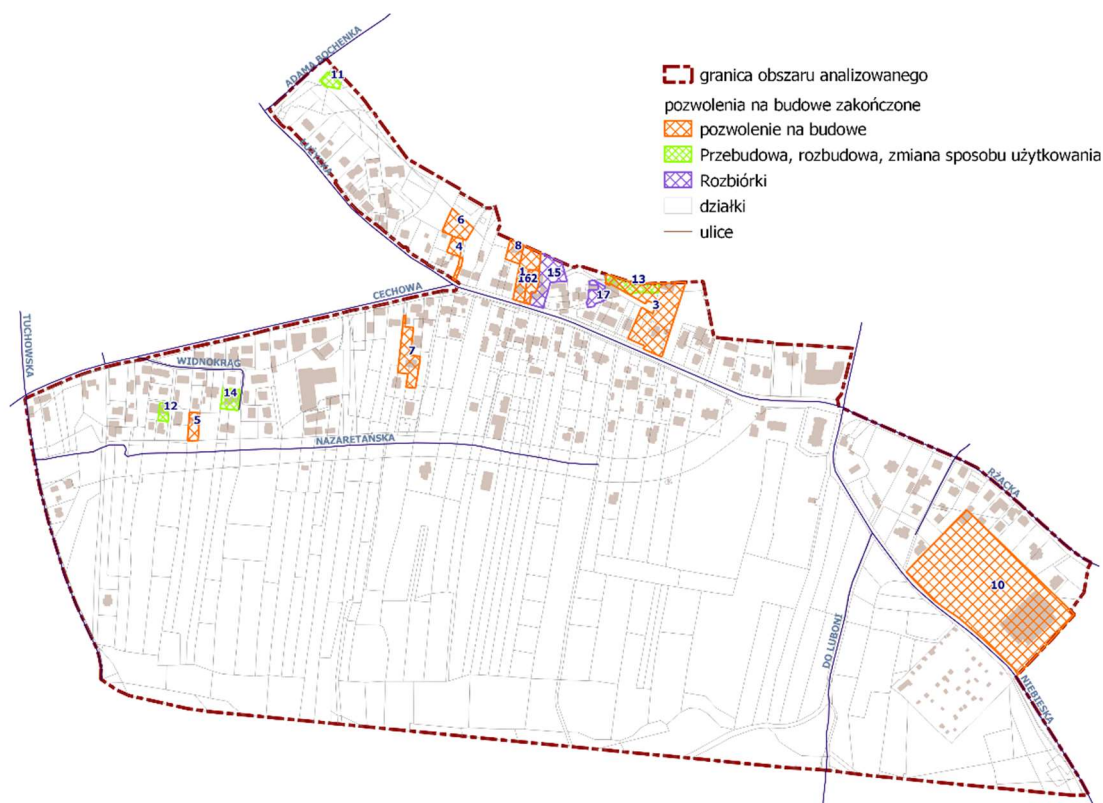 ADAMA BOCHENKA
11
granica obszaru analizowanego
pozwolenia na budowe zakończone
pozwolenie na budowe
Przebudowa, rozbudowa, zmiana sposobu użytkowania
Rozbiórki
działki
ulice
6
4
8
1
15
2
13
17
3
CECHOWA
TUCHOWSKA
WIDNOKRĄG
7
14
12
5
NAZARETAŃSKA
RŻĄCKA
10
DO LUBONI
NIEBIESKA